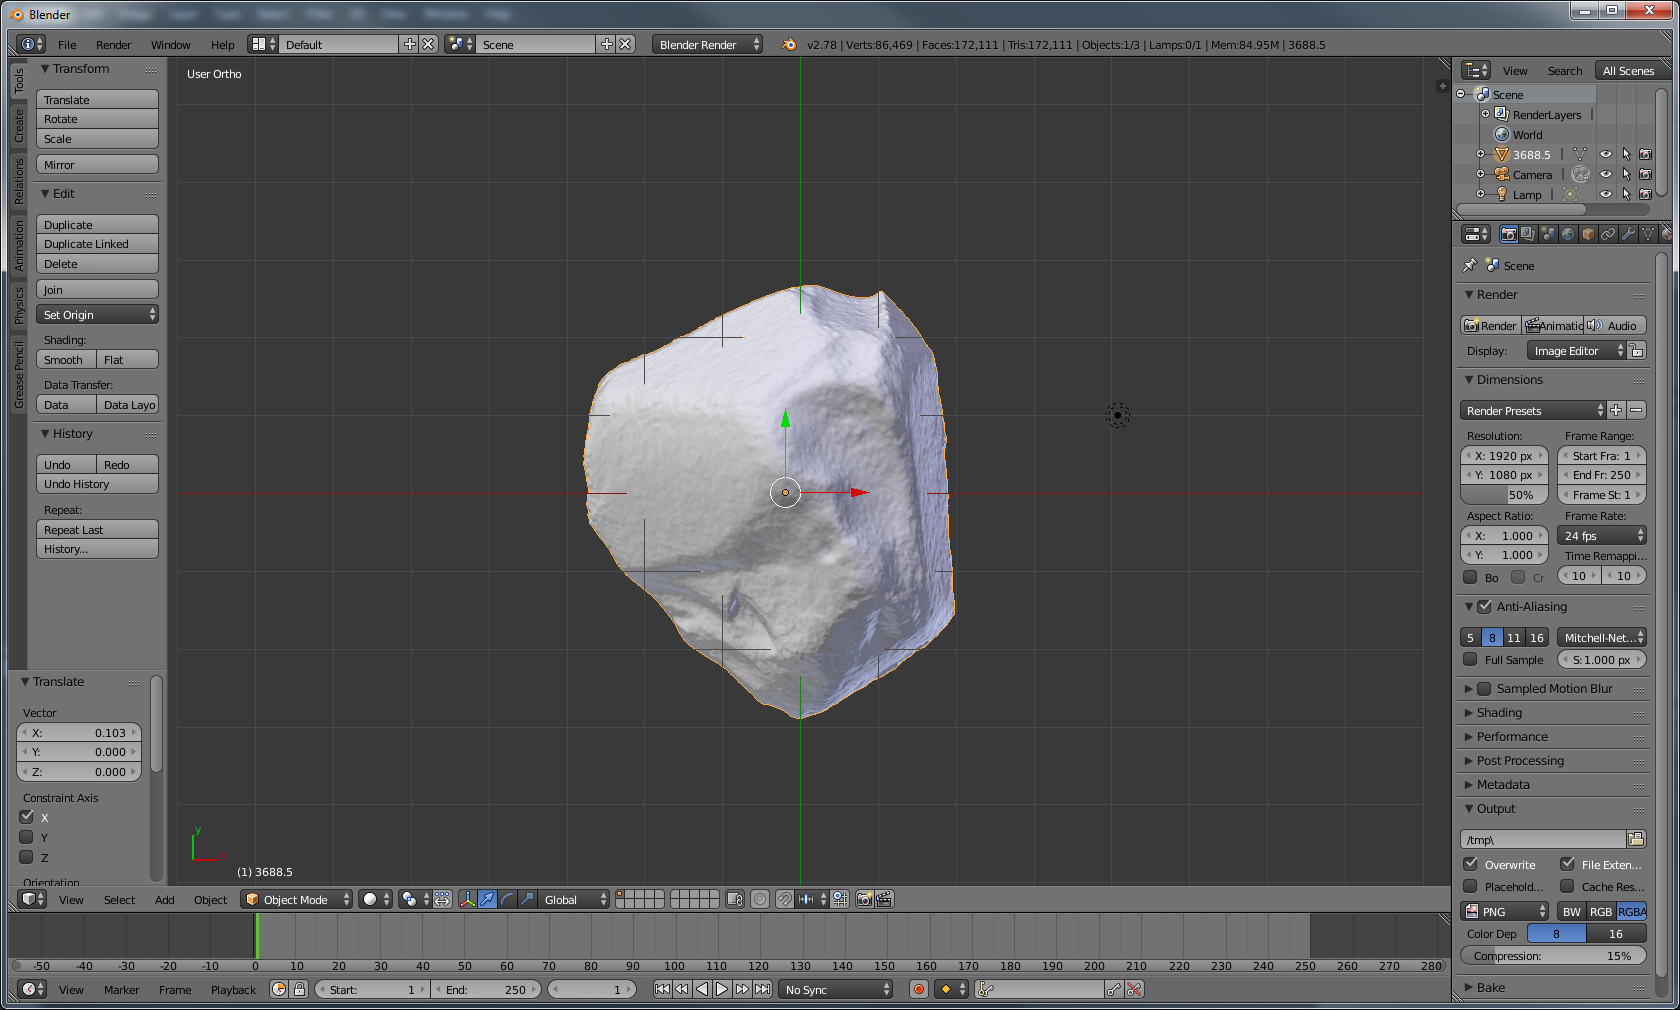 Blender
File Render Window Help Default Scene Blender Render v2.78 | Verts:86,469 | Faces:172,111 | Tris:172,111 | Objects:1/3 | Lamps:0/1 | Mem:84.95M | 3688.5
Tools
Create
Relations
Animation
Physics
Grease Pencil
Transform
Translate
Rotate
Scale
Mirror
Edit
Duplicate
Duplicate Linked
Delete
Join
Set Origin
Shading:
Smooth Flat
Data Transfer:
Data Data Layo
History
Undo Redo
Undo History
Repeat:
Repeat Last
History...
Translate
Vector
X: 0.103
Y: 0.000
Z: 0.000
Constraint Axis
X
Y
Z
Orientation
User Ortho
y
x
(1) 3688.5
View Select Add Object Object Mode Global
-50 -40 -30 -20 -10 0 10 20 30 40 50 60 70 80 90 100 110 120 130 140 150 160 170 180 190 200 210 220 230 240 250 260 270 280
View Marker Frame Playback Start: 1 End: 250 1 No Sync
View Search All Scenes
Scene
RenderLayers
World
3688.5
Camera
Lamp
Scene
Render
Render Animatic Audio
Display: Image Editor
Dimensions
Render Presets
Resolution: Frame Range:
X: 1920 px Start Fra: 1
Y: 1080 px End Fr: 250
50% Frame St: 1
Aspect Ratio: Frame Rate:
X: 1.000 24 fps
Y: 1.000 Time Remappi...
Bo Cr 10 10
Anti-Aliasing
5 8 11 16 Mitchell-Net...
Full Sample S: 1.000 px
Sampled Motion Blur
Shading
Performance
Post Processing
Metadata
Output
/tmp\
Overwrite File Exten...
Placehold... Cache Res...
PNG BW RGB RGBA
Color Dep 8 16
Compression: 15%
Bake